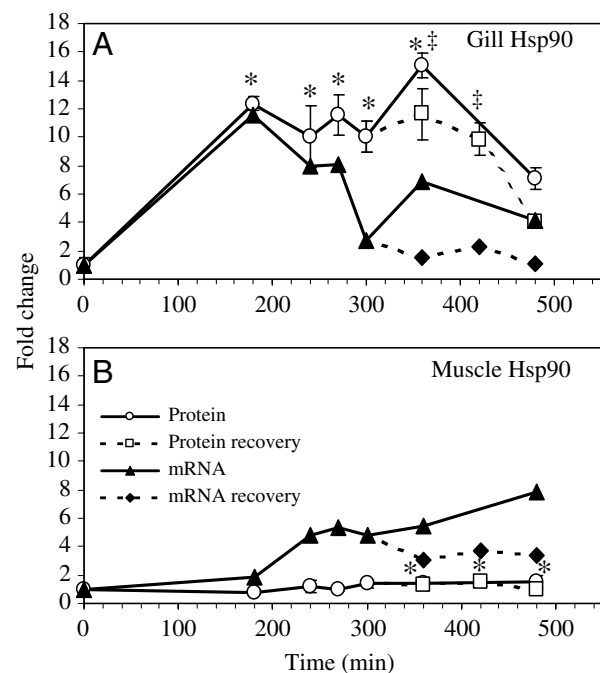 A
Gill Hsp90
18
16
14
12
10
8
6
4
2
0
* * * * *‡ ‡
0 100 200 300 400 500
Fold change
B
Muscle Hsp90
18
16
14
12
10
8
6
4
2
0
Protein
Protein recovery
mRNA
mRNA recovery
* * *
0 100 200 300 400 500
Time (min)